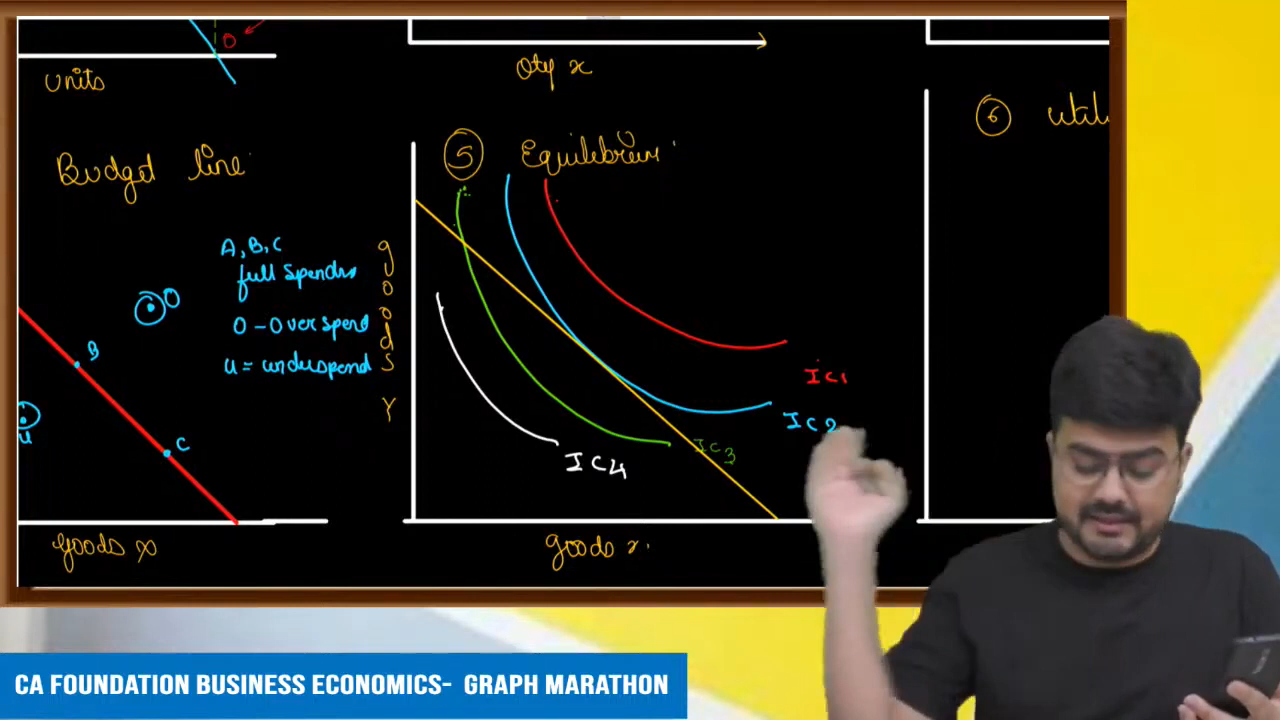 O
Units
Qty x
Budget line
A, B, C
full spends
O - Over spend
U = underspend
O
B
C
U
goods x
5 Equilibrium
goods Y
IC1
IC2
IC3
IC4
goods x.
6
CA FOUNDATION BUSINESS ECONOMICS- GRAPH MARATHON